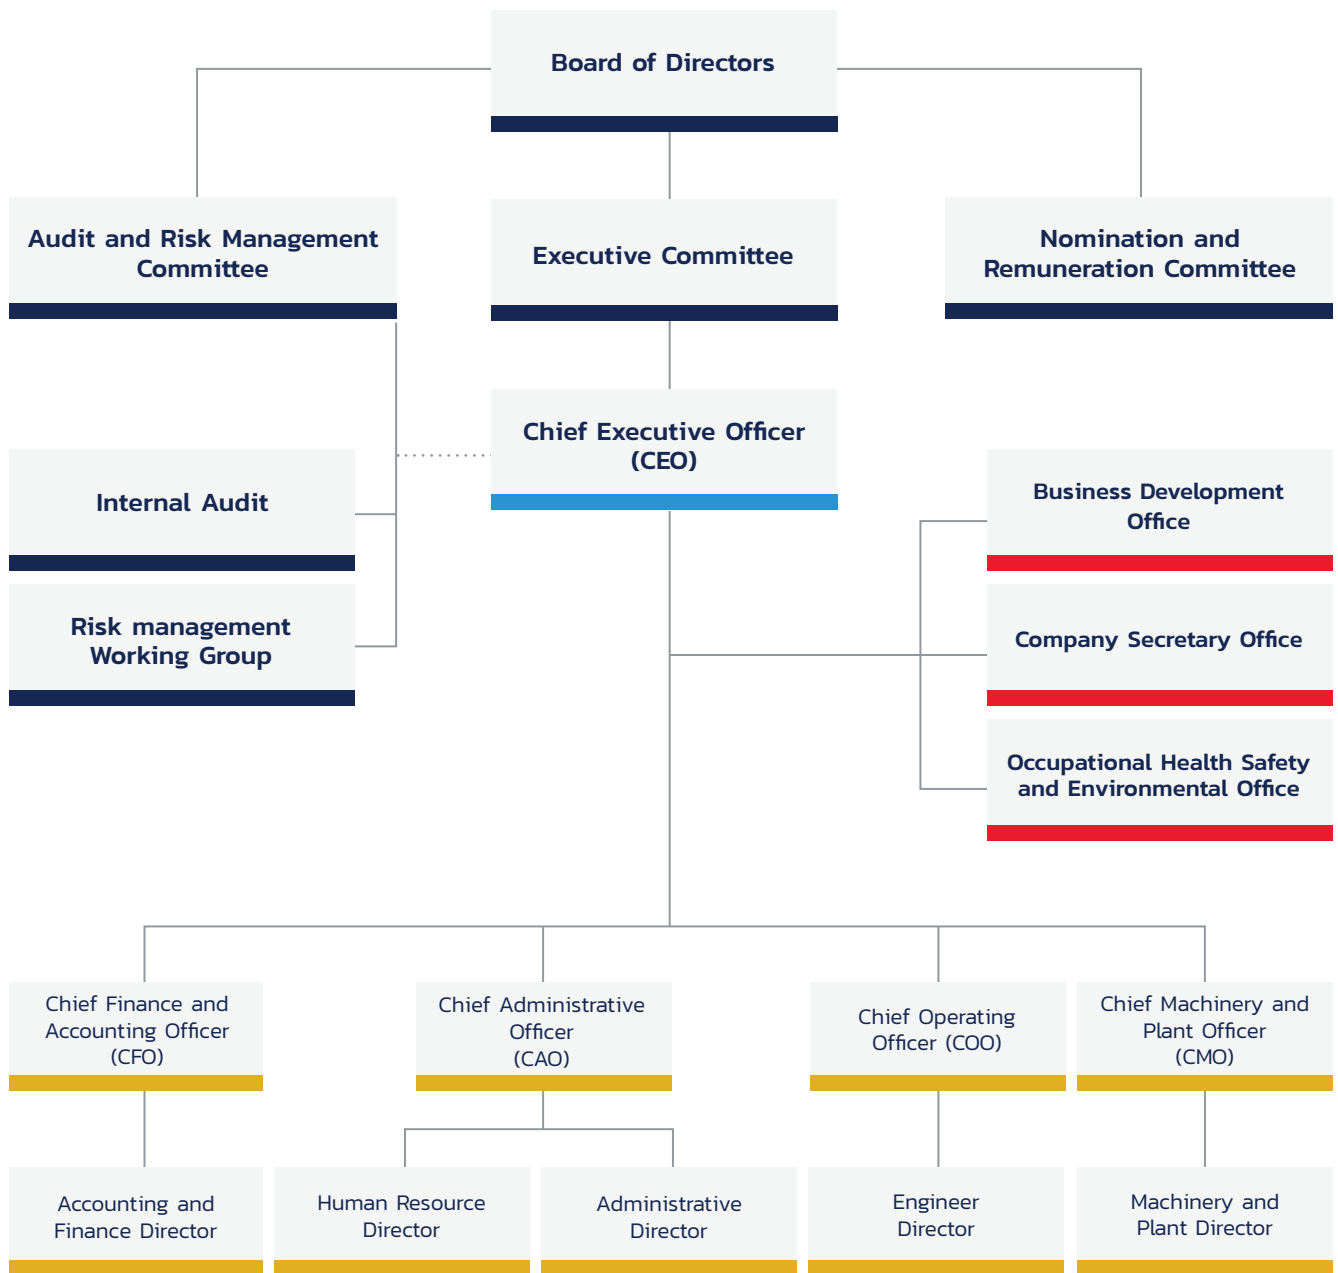 Board of Directors
Audit and Risk Management
Committee
Executive Committee
Nomination and
Remuneration Committee
Chief Executive Officer
(CEO)
Internal Audit
Risk management
Working Group
Business Development
Office
Company Secretary Office
Occupational Health Safety
and Environmental Office
Chief Finance and
Accounting Officer
(CFO)
Chief Administrative
Officer
(CAO)
Chief Operating
Officer (COO)
Chief Machinery and
Plant Officer
(CMO)
Accounting and
Finance Director
Human Resource
Director
Administrative
Director
Engineer
Director
Machinery and
Plant Director